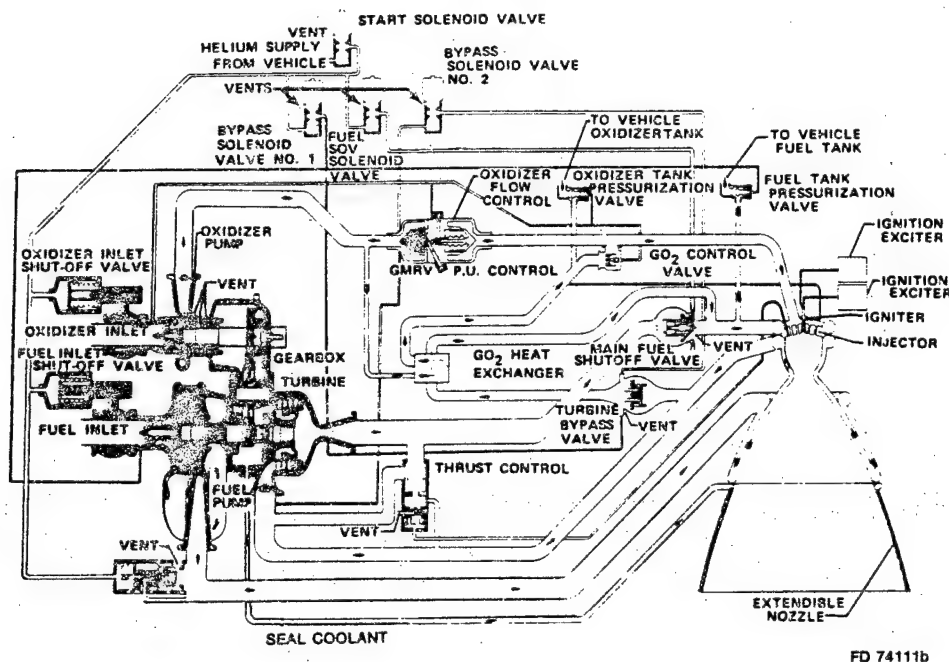 START SOLENOID VALVE
VENT
HELIUM SUPPLY
FROM VEHICLE
BYPASS
SOLENOID VALVE
NO. 2
VENTS
BYPASS
SOLENOID
VALVE NO. 1
FUEL
SOV
SOLENOID
VALVE
TO VEHICLE
OXIDIZER TANK
TO VEHICLE
FUEL TANK
OXIDIZER
FLOW
CONTROL
OXIDIZER TANK
PRESSURIZATION
VALVE
FUEL TANK
PRESSURIZATION
VALVE
OXIDIZER
PUMP
IGNITION
EXCITER
OXIDIZER INLET
SHUT-OFF VALVE
VENT
GMRV
P.U. CONTROL
GO2 CONTROL
VALVE
IGNITION
EXCITER
IGNITER
OXIDIZER INLET
INJECTOR
FUEL INLET
SHUT-OFF VALVE
GEARBOX
GO2 HEAT
EXCHANGER
MAIN FUEL
SHUTOFF VALVE
VENT
TURBINE
FUEL INLET
TURBINE
BYPASS
VALVE
VENT
THRUST CONTROL
FUEL
PUMP
VENT
VENT
EXTENDIBLE
NOZZLE
SEAL COOLANT
FD 74111b